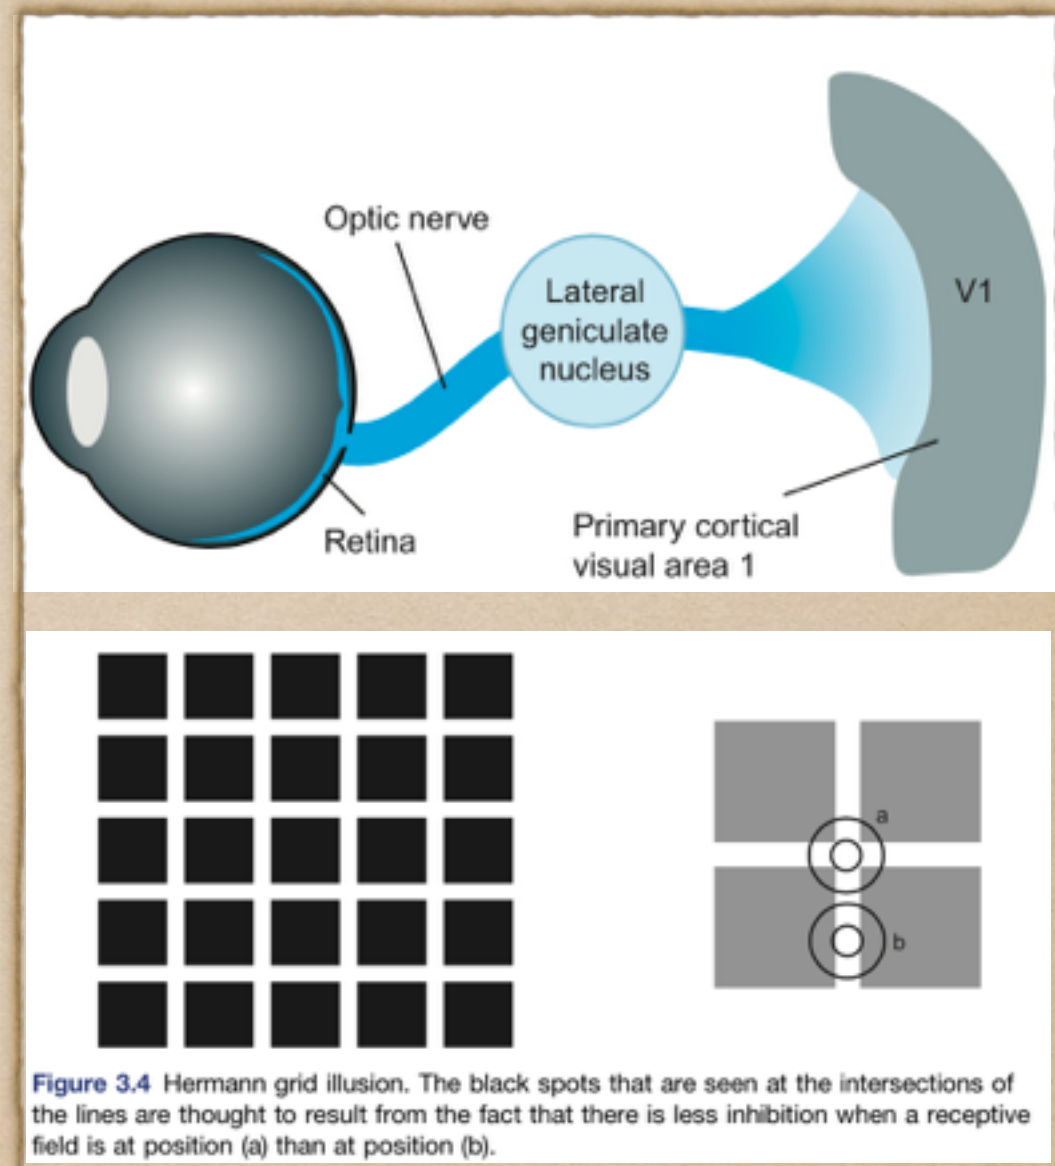 Optic nerve
Lateral
geniculate
nucleus
V1
Retina
Primary cortical
visual area 1
a
b
Figure 3.4 Hermann grid illusion. The black spots that are seen at the intersections of
the lines are thought to result from the fact that there is less inhibition when a receptive
field is at position (a) than at position (b).